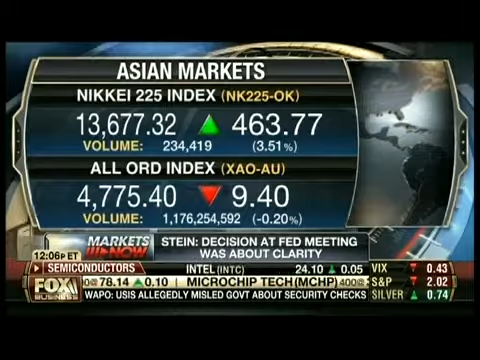 ASIAN MARKETS
NIKKEI 225 INDEX (NK225-OK)
13,677.32 463.77
VOLUME: 234,419 (3.51%)
ALL ORD INDEX (XAO-AU)
4,775.40 9.40
VOLUME: 1,176,254,592 (-0.20%)
MARKETS NOW
STEIN: DECISION AT FED MEETING
WAS ABOUT CLARITY
12:06P ET
SEMICONDUCTORS
INTEL (INTC) 24.10 0.05
VIX 0.43
FOX BUSINESS
00@ 78.14 0.10 MICROCHIP TECH (MCHP) 400@
S&P 2.02
WAPO: USIS ALLEGEDLY MISLED GOVT ABOUT SECURITY CHECKS
SILVER 0.74